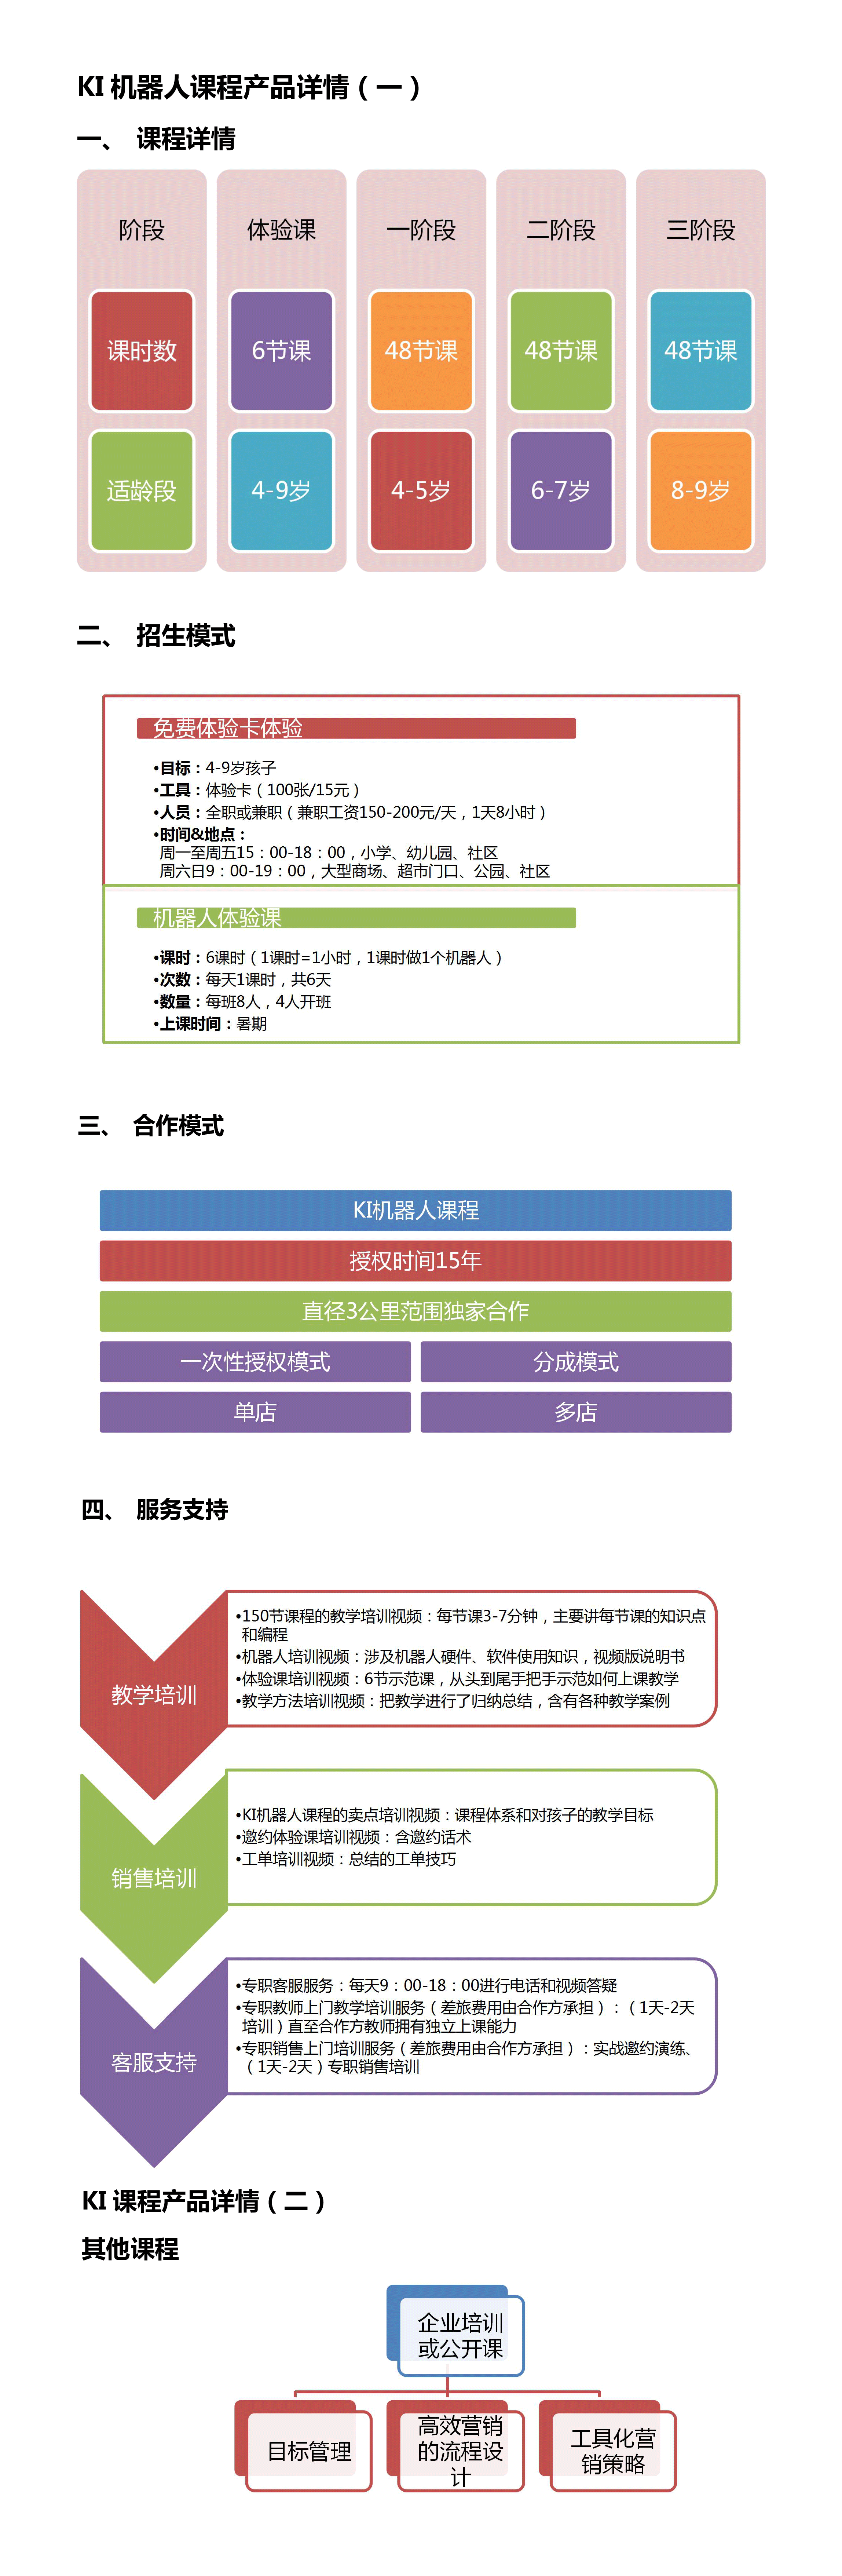 KI 机器人课程产品详情（一）
一、 课程详情
阶段 体验课 一阶段 二阶段 三阶段
课时数 6节课 48节课 48节课 48节课
适龄段 4-9岁 4-5岁 6-7岁 8-9岁
二、 招生模式
免费体验卡体验
•目标：4-9岁孩子
•工具：体验卡（100张/15元）
•人员：全职或兼职（兼职工资150-200元/天，1天8小时）
•时间&地点：
周一至周五15：00-18：00，小学、幼儿园、社区
周六日9：00-19：00，大型商场、超市门口、公园、社区
机器人体验课
•课时：6课时（1课时=1小时，1课时做1个机器人）
•次数：每天1课时，共6天
•数量：每班8人，4人开班
•上课时间：暑期
三、 合作模式
KI机器人课程
授权时间15年
直径3公里范围独家合作
一次性授权模式 分成模式
单店 多店
四、 服务支持
教学培训
•150节课程的教学培训视频：每节课3-7分钟，主要讲每节课的知识点
和编程
•机器人培训视频：涉及机器人硬件、软件使用知识，视频版说明书
•体验课培训视频：6节示范课，从头到尾手把手示范如何上课教学
•教学方法培训视频：把教学进行了归纳总结，含有各种教学案例
销售培训
•KI机器人课程的卖点培训视频：课程体系和对孩子的教学目标
•邀约体验课培训视频：含邀约话术
•工单培训视频：总结的工单技巧
客服支持
•专职客服服务：每天9：00-18：00进行电话和视频答疑
•专职教师上门教学培训服务（差旅费用由合作方承担）：（1天-2天
培训）直至合作方教师拥有独立上课能力
•专职销售上门培训服务（差旅费用由合作方承担）：实战邀约演练、
（1天-2天）专职销售培训
KI 课程产品详情（二）
其他课程
企业培训
或公开课
目标管理
高效营销
的流程设
计
工具化营
销策略